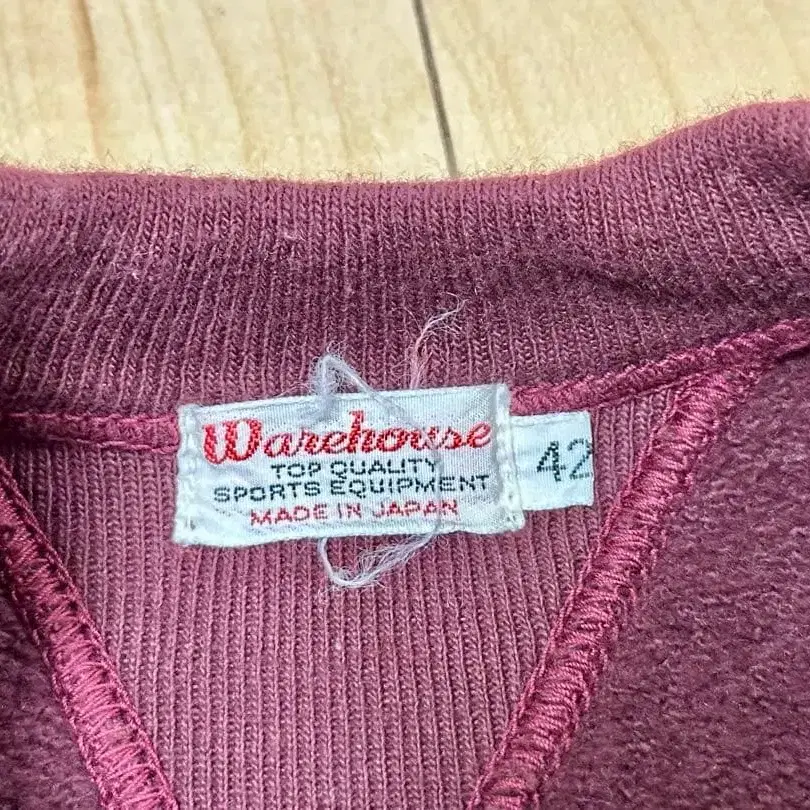 Warehouse
TOP QUALITY
SPORTS EQUIPMENT
MADE IN JAPAN
42